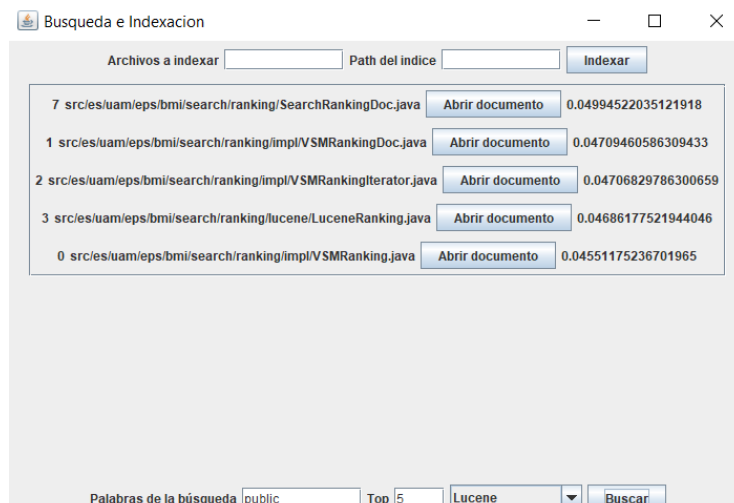 Busqueda e Indexacion
Archivos a indexar Path del indice Indexar
7 src/es/uam/eps/bmi/search/ranking/SearchRankingDoc.java Abrir documento 0.04994522035121918
1 src/es/uam/eps/bmi/search/ranking/impl/VSMRankingDoc.java Abrir documento 0.04709460586309433
2 src/es/uam/eps/bmi/search/ranking/impl/VSMRankingIterator.java Abrir documento 0.04706829786300659
3 src/es/uam/eps/bmi/search/ranking/lucene/LuceneRanking.java Abrir documento 0.04686177521944046
0 src/es/uam/eps/bmi/search/ranking/impl/VSMRanking.java Abrir documento 0.04551175236701965
Palabras de la búsqueda public Top 5 Lucene Buscar